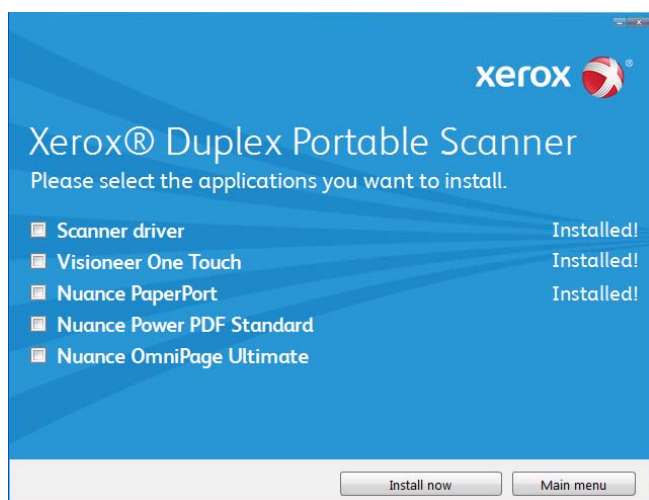 xerox ®
Xerox® Duplex Portable Scanner
Please select the applications you want to install.
Scanner driver Installed!
Visioneer One Touch Installed!
Nuance PaperPort Installed!
Nuance Power PDF Standard
Nuance OmniPage Ultimate
Install now Main menu